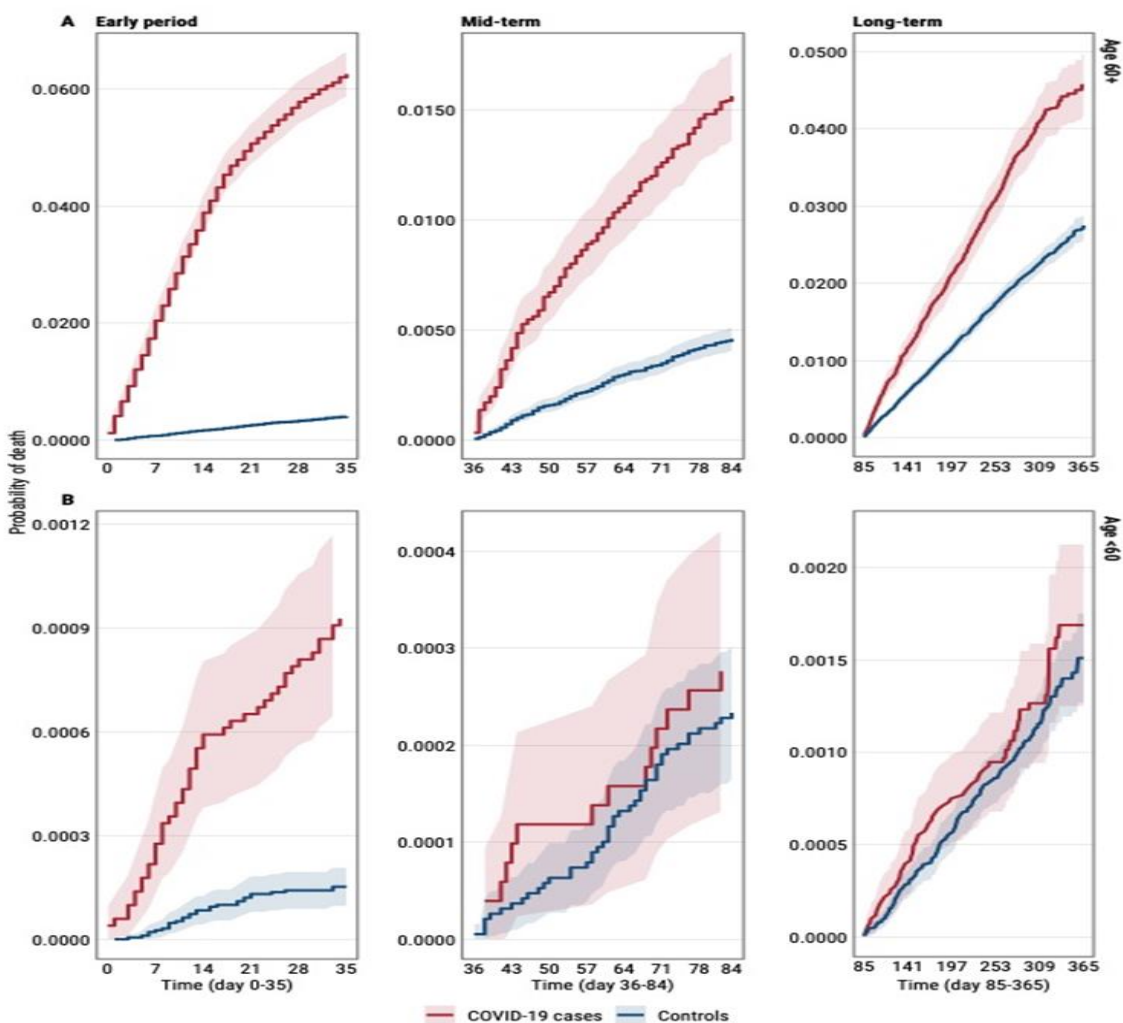 A Early period Mid-term Long-term
0.0600
0.0400
0.0200
0.0000
0 7 14 21 28 35
0.0150
0.0100
0.0050
0.0000
36 43 50 57 64 71 78 84
0.0500
0.0400
0.0300
0.0200
0.0100
0.0000
85 141 197 253 309 365
Age 60+
Probability of death
B
0.0012
0.0009
0.0006
0.0003
0.0000
0 7 14 21 28 35
Time (day 0-35)
0.0004
0.0003
0.0002
0.0001
0.0000
36 43 50 57 64 71 78 84
Time (day 36-84)
0.0020
0.0015
0.0010
0.0005
0.0000
85 141 197 253 309 365
Time (day 85-365)
Age <60
COVID-19 cases Controls